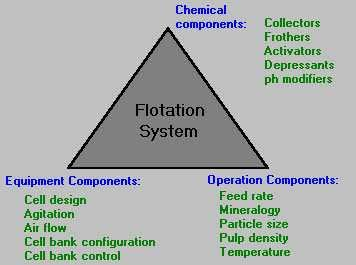 Chemical
components:
Collectors
Frothers
Activators
Depressants
ph modifiers
Flotation
System
Equipment Components:
Cell design
Agitation
Air flow
Cell bank configuration
Cell bank control
Operation Components:
Feed rate
Mineralogy
Particle size
Pulp density
Temperature